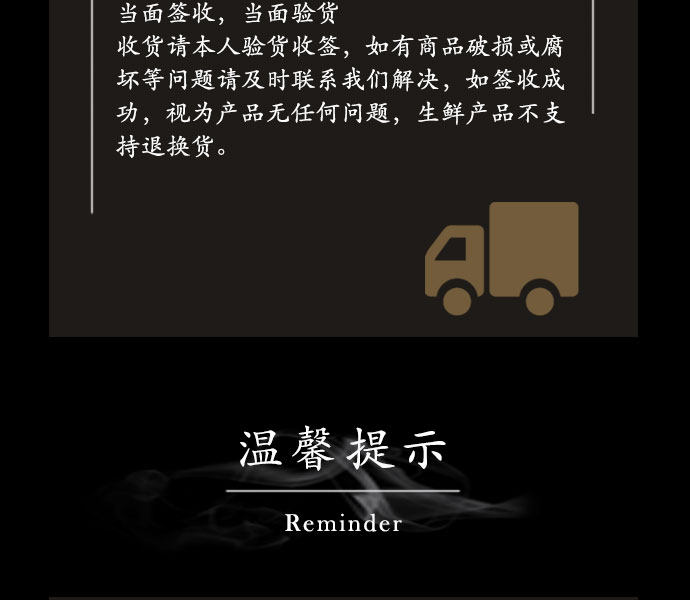 当面签收，当面验货
收货请本人验货收签，如有商品破损或腐
坏等问题请及时联系我们解决，如签收成
功，视为产品无任何问题，生鲜产品不支
持退换货。
温馨提示
Reminder